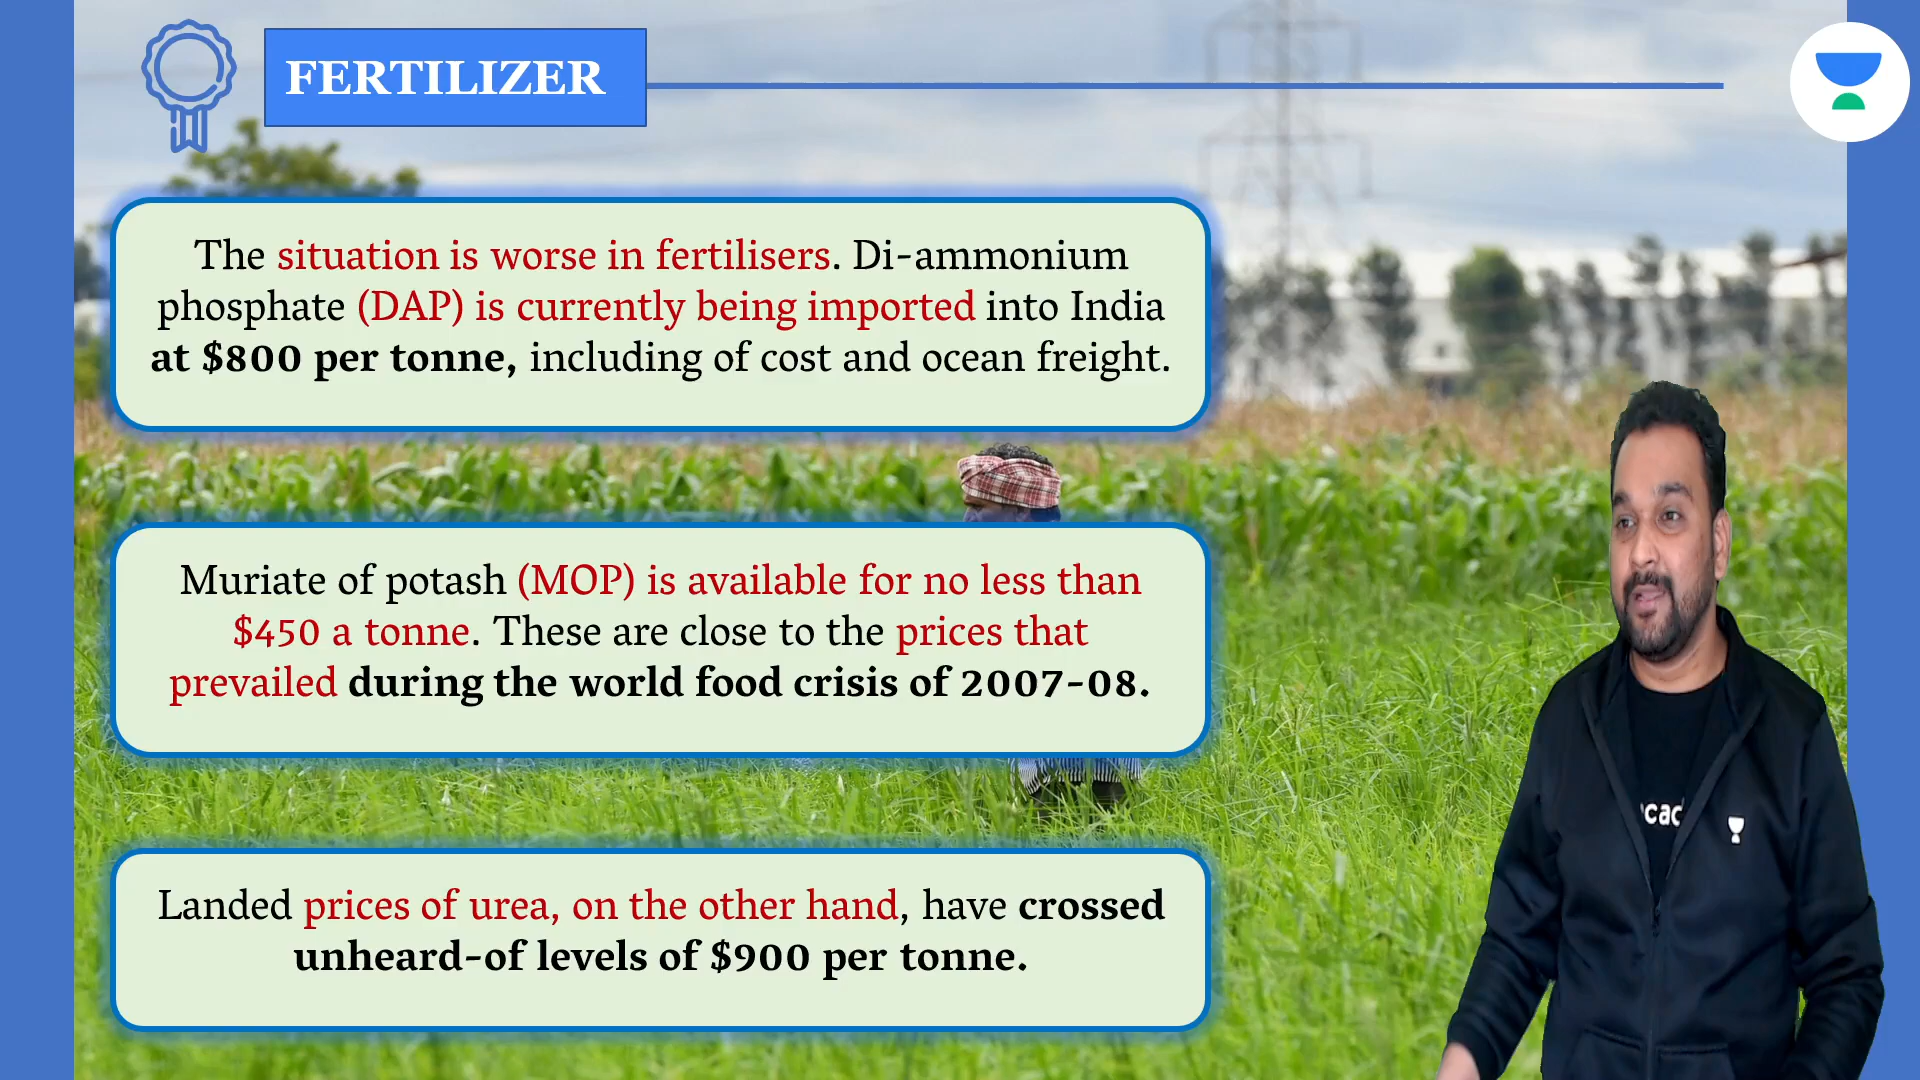 FERTILIZER
The situation is worse in fertilisers. Di-ammonium
phosphate (DAP) is currently being imported into India
at $800 per tonne, including of cost and ocean freight.
Muriate of potash (MOP) is available for no less than
$450 a tonne. These are close to the prices that
prevailed during the world food crisis of 2007-08.
Landed prices of urea, on the other hand, have crossed
unheard-of levels of $900 per tonne.